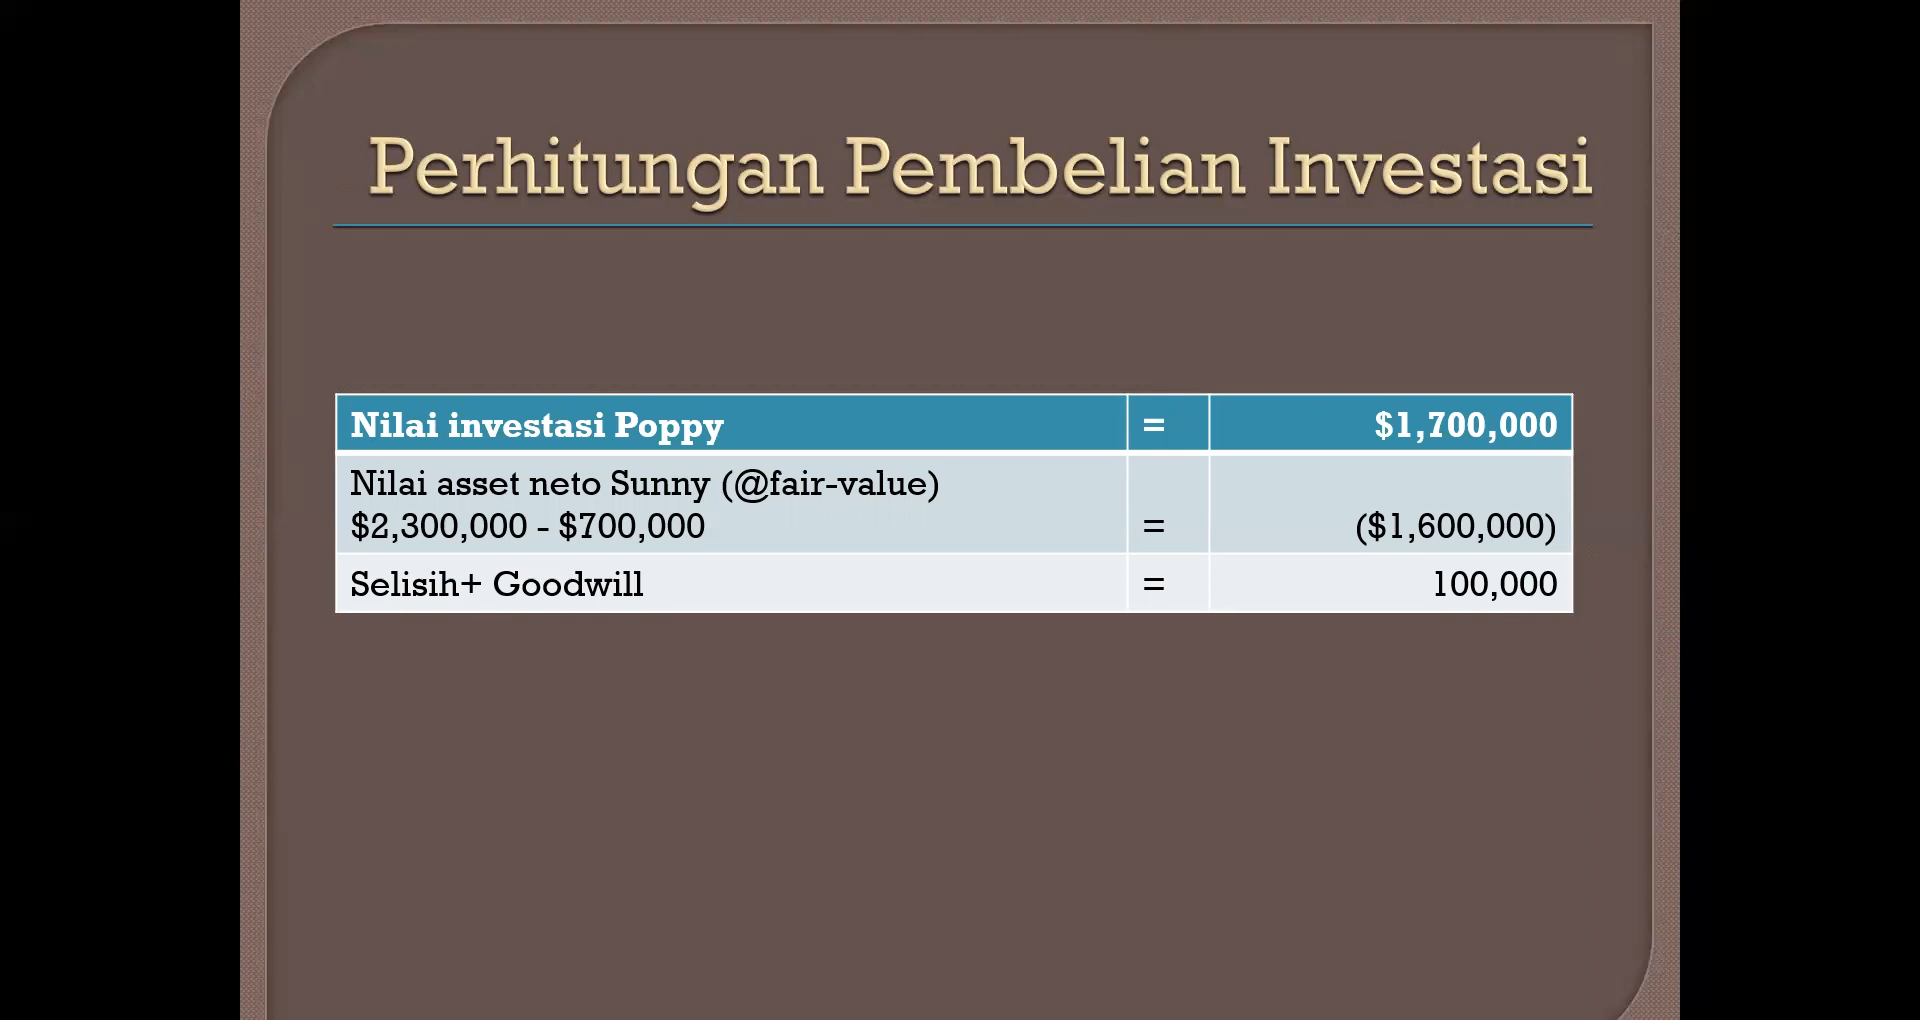 Perhitungan Pembelian Investasi
Nilai investasi Poppy = $1,700,000
Nilai asset neto Sunny (@fair-value)
$2,300,000 - $700,000 = ($1,600,000)
Selisih+ Goodwill = 100,000